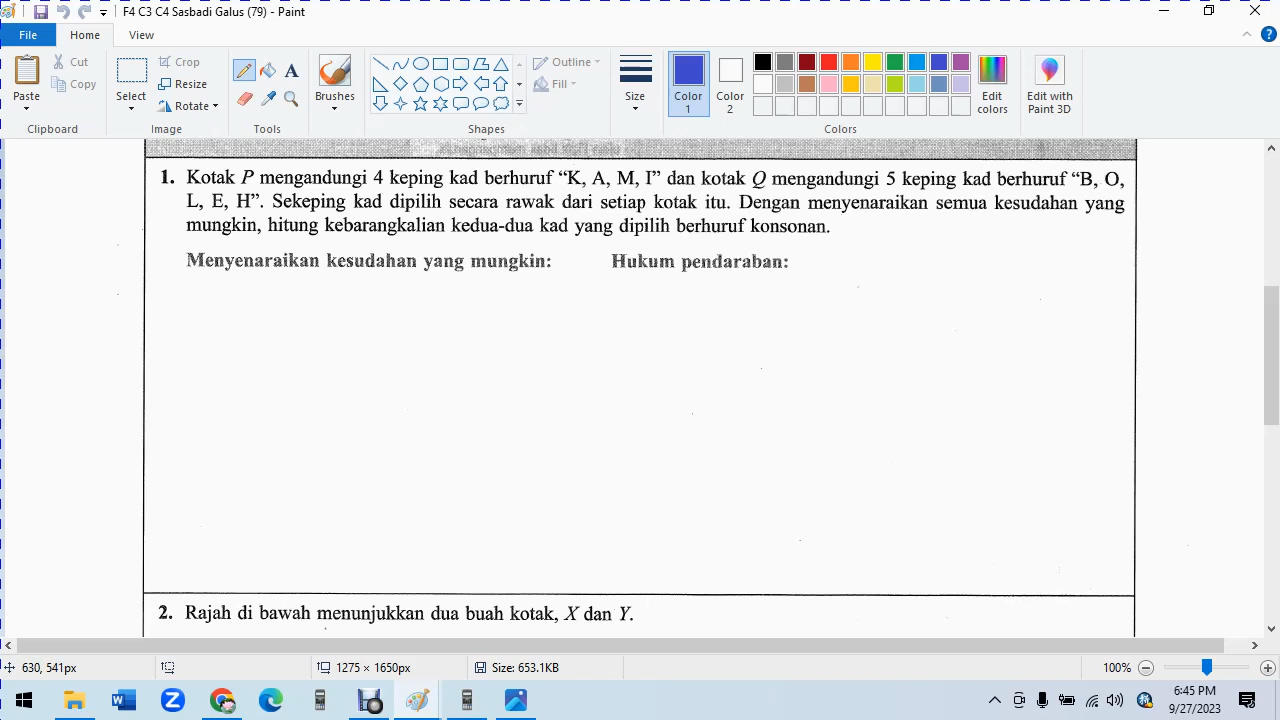 F4 C3 C4 Sasbadi Galus (79) - Paint
File Home View
Paste
Cut
Copy
Clipboard
Select
Crop
Resize
Rotate
Image
A
Tools
Brushes
Shapes
Outline
Fill
Size
Color 1
Color 2
Colors
Edit colors
Edit with Paint 3D
1. Kotak P mengandungi 4 keping kad berhuruf “K, A, M, I” dan kotak Q mengandungi 5 keping kad berhuruf “B, O,
L, E, H”. Sekeping kad dipilih secara rawak dari setiap kotak itu. Dengan menyenaraikan semua kesudahan yang
mungkin, hitung kebarangkalian kedua-dua kad yang dipilih berhuruf konsonan.
Menyenaraikan kesudahan yang mungkin: Hukum pendaraban:
2. Rajah di bawah menunjukkan dua buah kotak, X dan Y.
630, 541px 1275 × 1650px Size: 653.1KB 100%
6:45 PM
9/27/2023